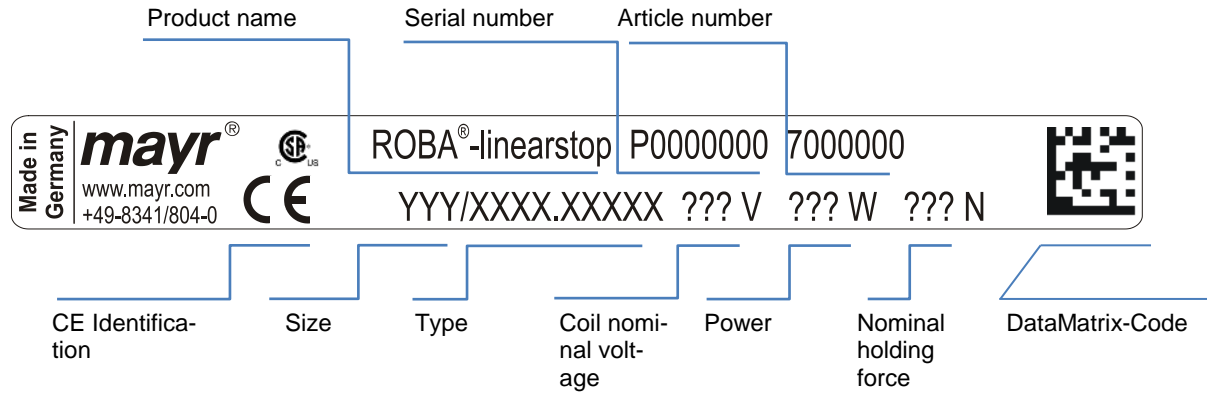 Product name Serial number Article number
Made in
Germany
mayr®
www.mayr.com
+49-8341/804-0
C SA US
CE
ROBA®-linearstop P0000000 7000000
YYY/XXXX.XXXXX ??? V ??? W ??? N
CE Identifica-
tion
Size
Type
Coil nomi-
nal volt-
age
Power
Nominal
holding
force
DataMatrix-Code